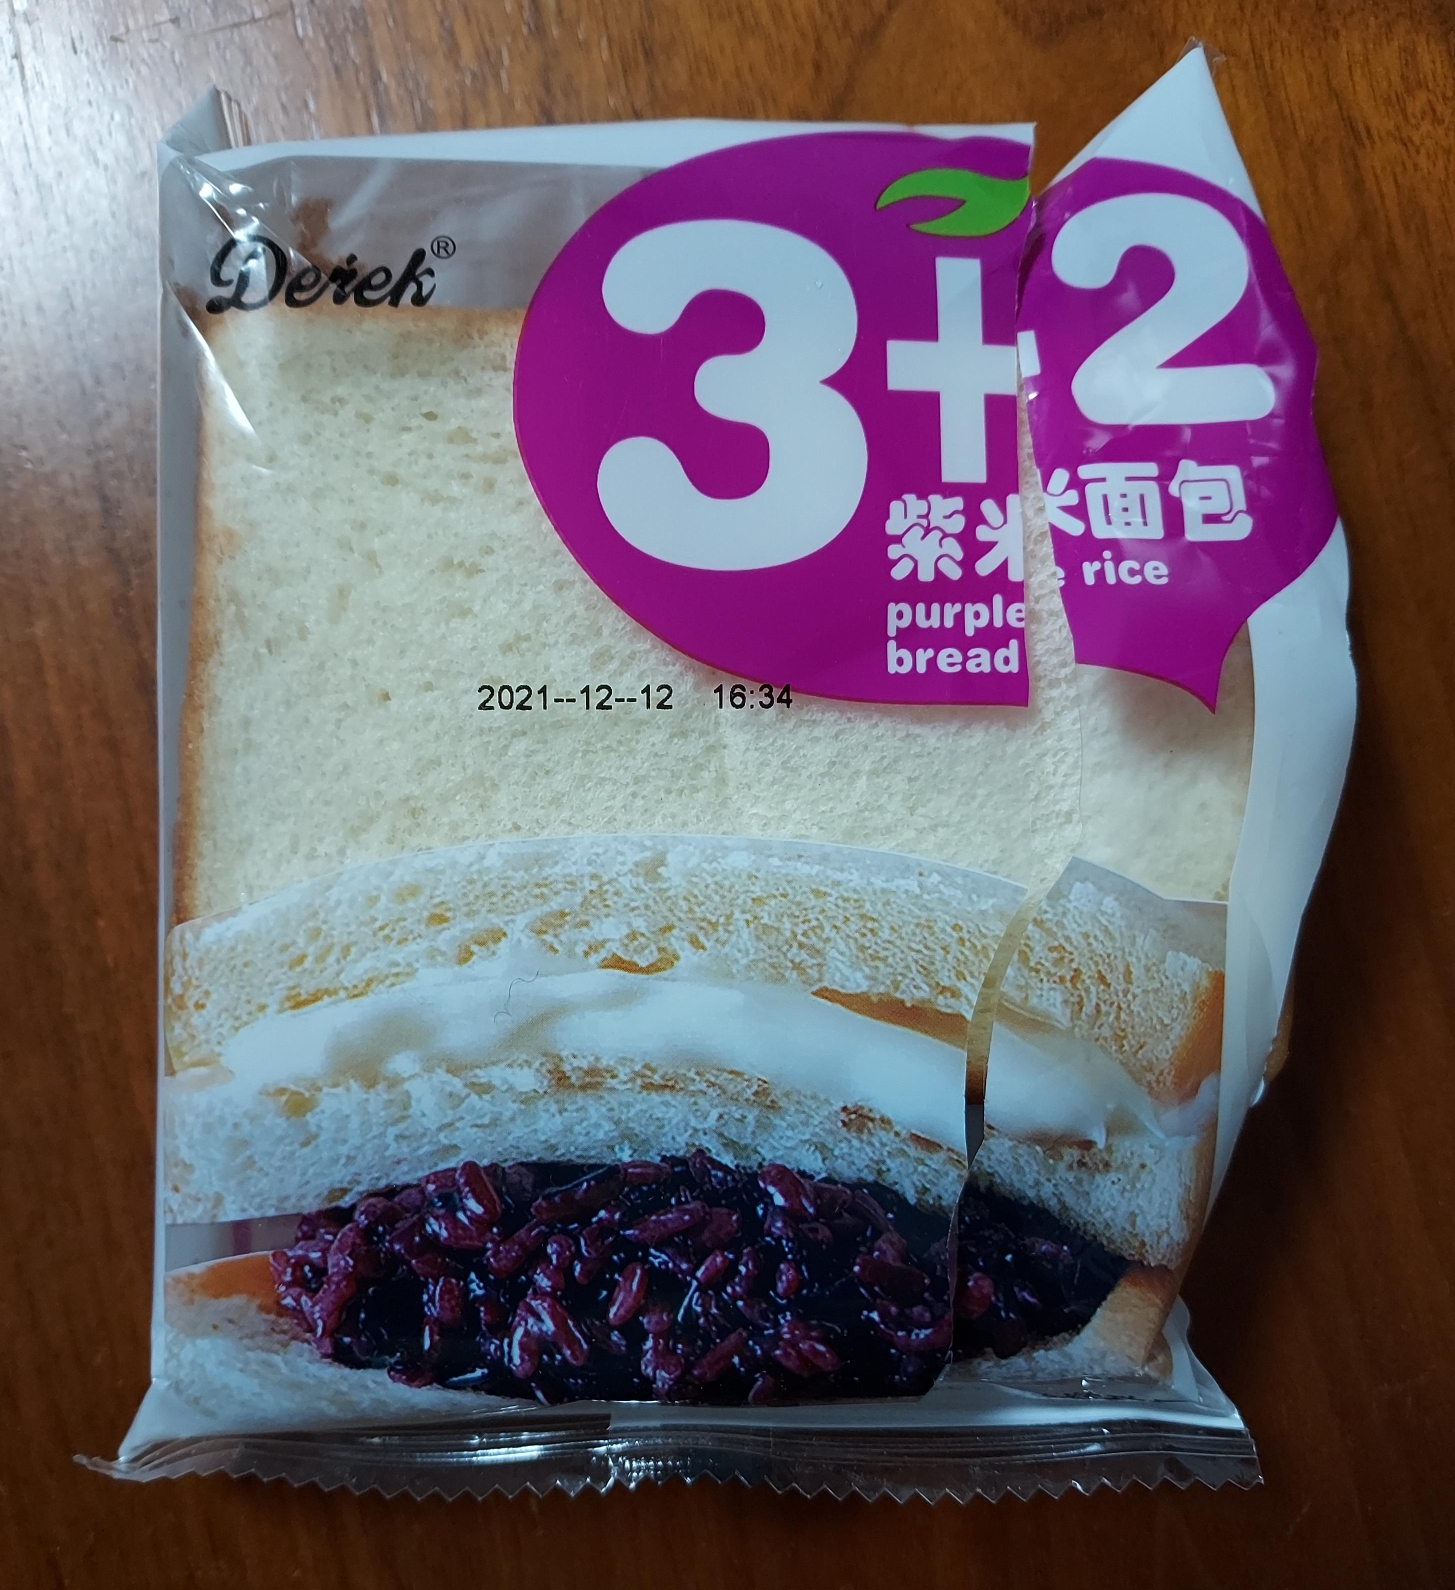 Derek®
3+2
紫米面包
purple rice
bread
2021--12--12 16:34